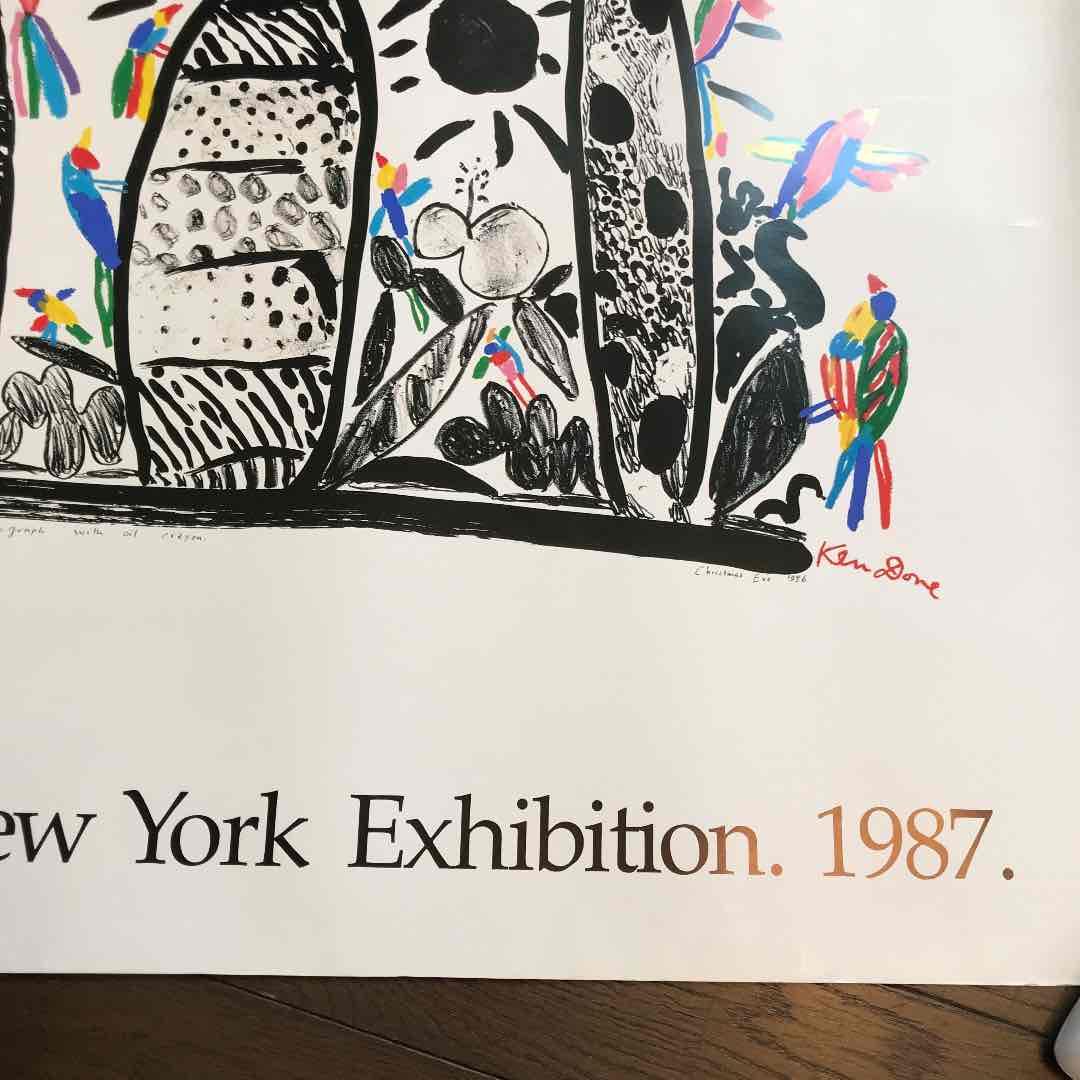 graph with oil crayon.
Christmas Eve 1986
Ken Done
ew York Exhibition. 1987.